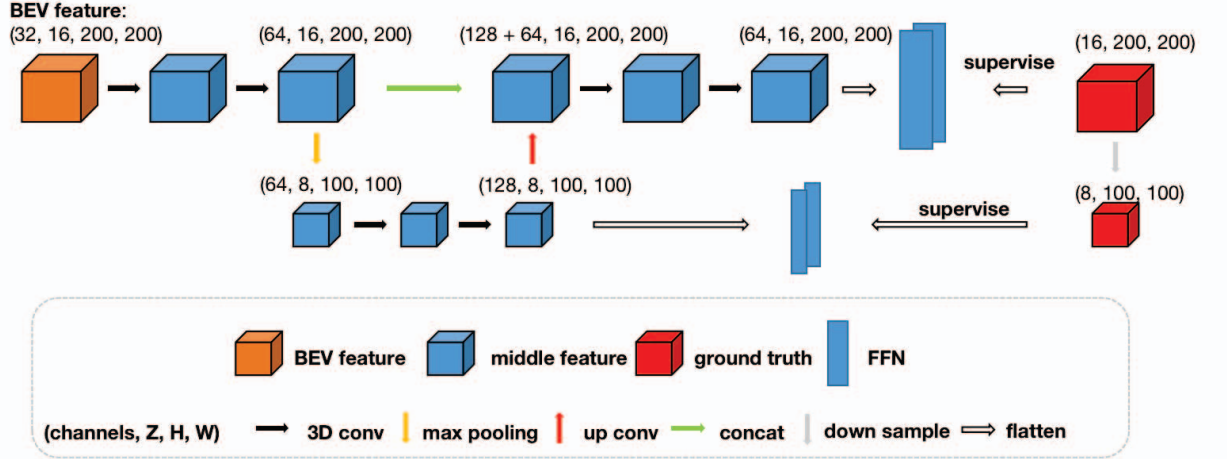 BEV feature:
(32, 16, 200, 200)
(64, 16, 200, 200)
(128 + 64, 16, 200, 200)
(64, 16, 200, 200)
(16, 200, 200)
supervise
(64, 8, 100, 100)
(128, 8, 100, 100)
(8, 100, 100)
supervise
BEV feature
middle feature
ground truth
FFN
(channels, Z, H, W)
3D conv
max pooling
up conv
concat
down sample
flatten